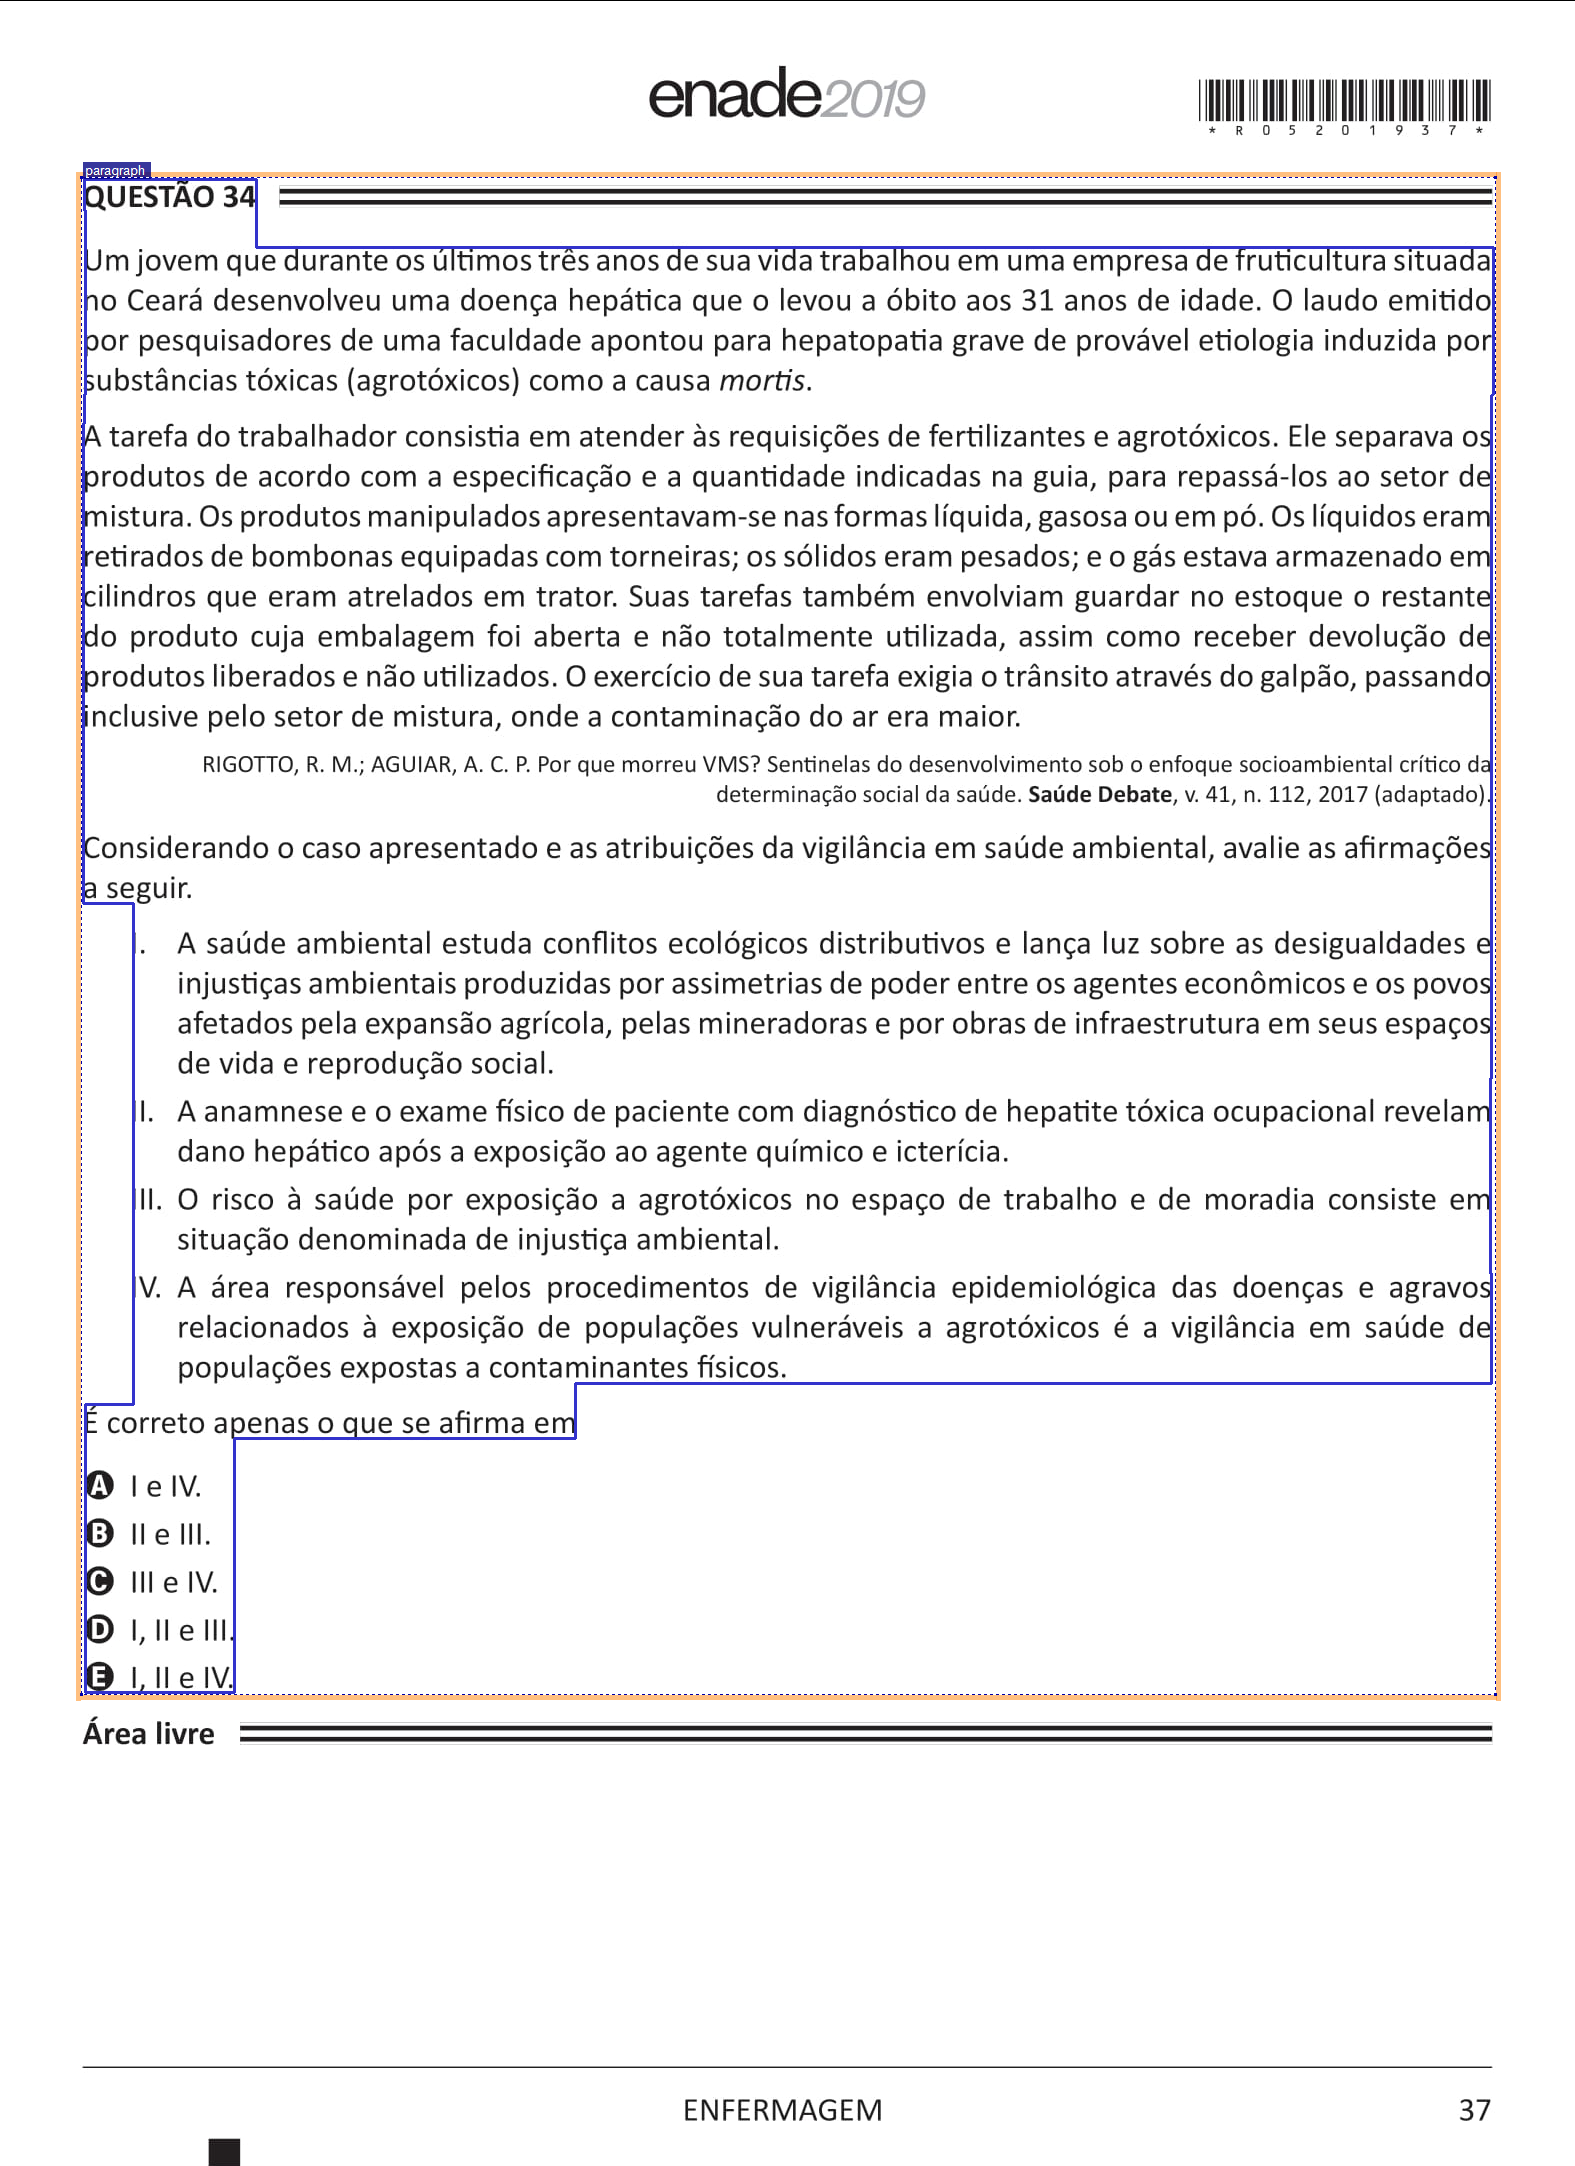 enade2019
*R05201937*
paragraph
QUESTÃO 34
Um jovem que durante os últimos três anos de sua vida trabalhou em uma empresa de fruticultura situada
no Ceará desenvolveu uma doença hepática que o levou a óbito aos 31 anos de idade. O laudo emitido
por pesquisadores de uma faculdade apontou para hepatopatia grave de provável etiologia induzida por
substâncias tóxicas (agrotóxicos) como a causa mortis.
A tarefa do trabalhador consistia em atender às requisições de fertilizantes e agrotóxicos. Ele separava os
produtos de acordo com a especificação e a quantidade indicadas na guia, para repassá-los ao setor de
mistura. Os produtos manipulados apresentavam-se nas formas líquida, gasosa ou em pó. Os líquidos eram
retirados de bombonas equipadas com torneiras; os sólidos eram pesados; e o gás estava armazenado em
cilindros que eram atrelados em trator. Suas tarefas também envolviam guardar no estoque o restante
do produto cuja embalagem foi aberta e não totalmente utilizada, assim como receber devolução de
produtos liberados e não utilizados. O exercício de sua tarefa exigia o trânsito através do galpão, passando
inclusive pelo setor de mistura, onde a contaminação do ar era maior.
RIGOTTO, R. M.; AGUIAR, A. C. P. Por que morreu VMS? Sentinelas do desenvolvimento sob o enfoque socioambiental crítico da
determinação social da saúde. Saúde Debate, v. 41, n. 112, 2017 (adaptado).
Considerando o caso apresentado e as atribuições da vigilância em saúde ambiental, avalie as afirmações
a seguir.
I. A saúde ambiental estuda conflitos ecológicos distributivos e lança luz sobre as desigualdades e
injustiças ambientais produzidas por assimetrias de poder entre os agentes econômicos e os povos
afetados pela expansão agrícola, pelas mineradoras e por obras de infraestrutura em seus espaços
de vida e reprodução social.
II. A anamnese e o exame físico de paciente com diagnóstico de hepatite tóxica ocupacional revelam
dano hepático após a exposição ao agente químico e icterícia.
III. O risco à saúde por exposição a agrotóxicos no espaço de trabalho e de moradia consiste em
situação denominada de injustiça ambiental.
IV. A área responsável pelos procedimentos de vigilância epidemiológica das doenças e agravos
relacionados à exposição de populações vulneráveis a agrotóxicos é a vigilância em saúde de
populações expostas a contaminantes físicos.
É correto apenas o que se afirma em
A I e IV.
B II e III.
C III e IV.
D I, II e III.
E I, II e IV.
Área livre
ENFERMAGEM
37